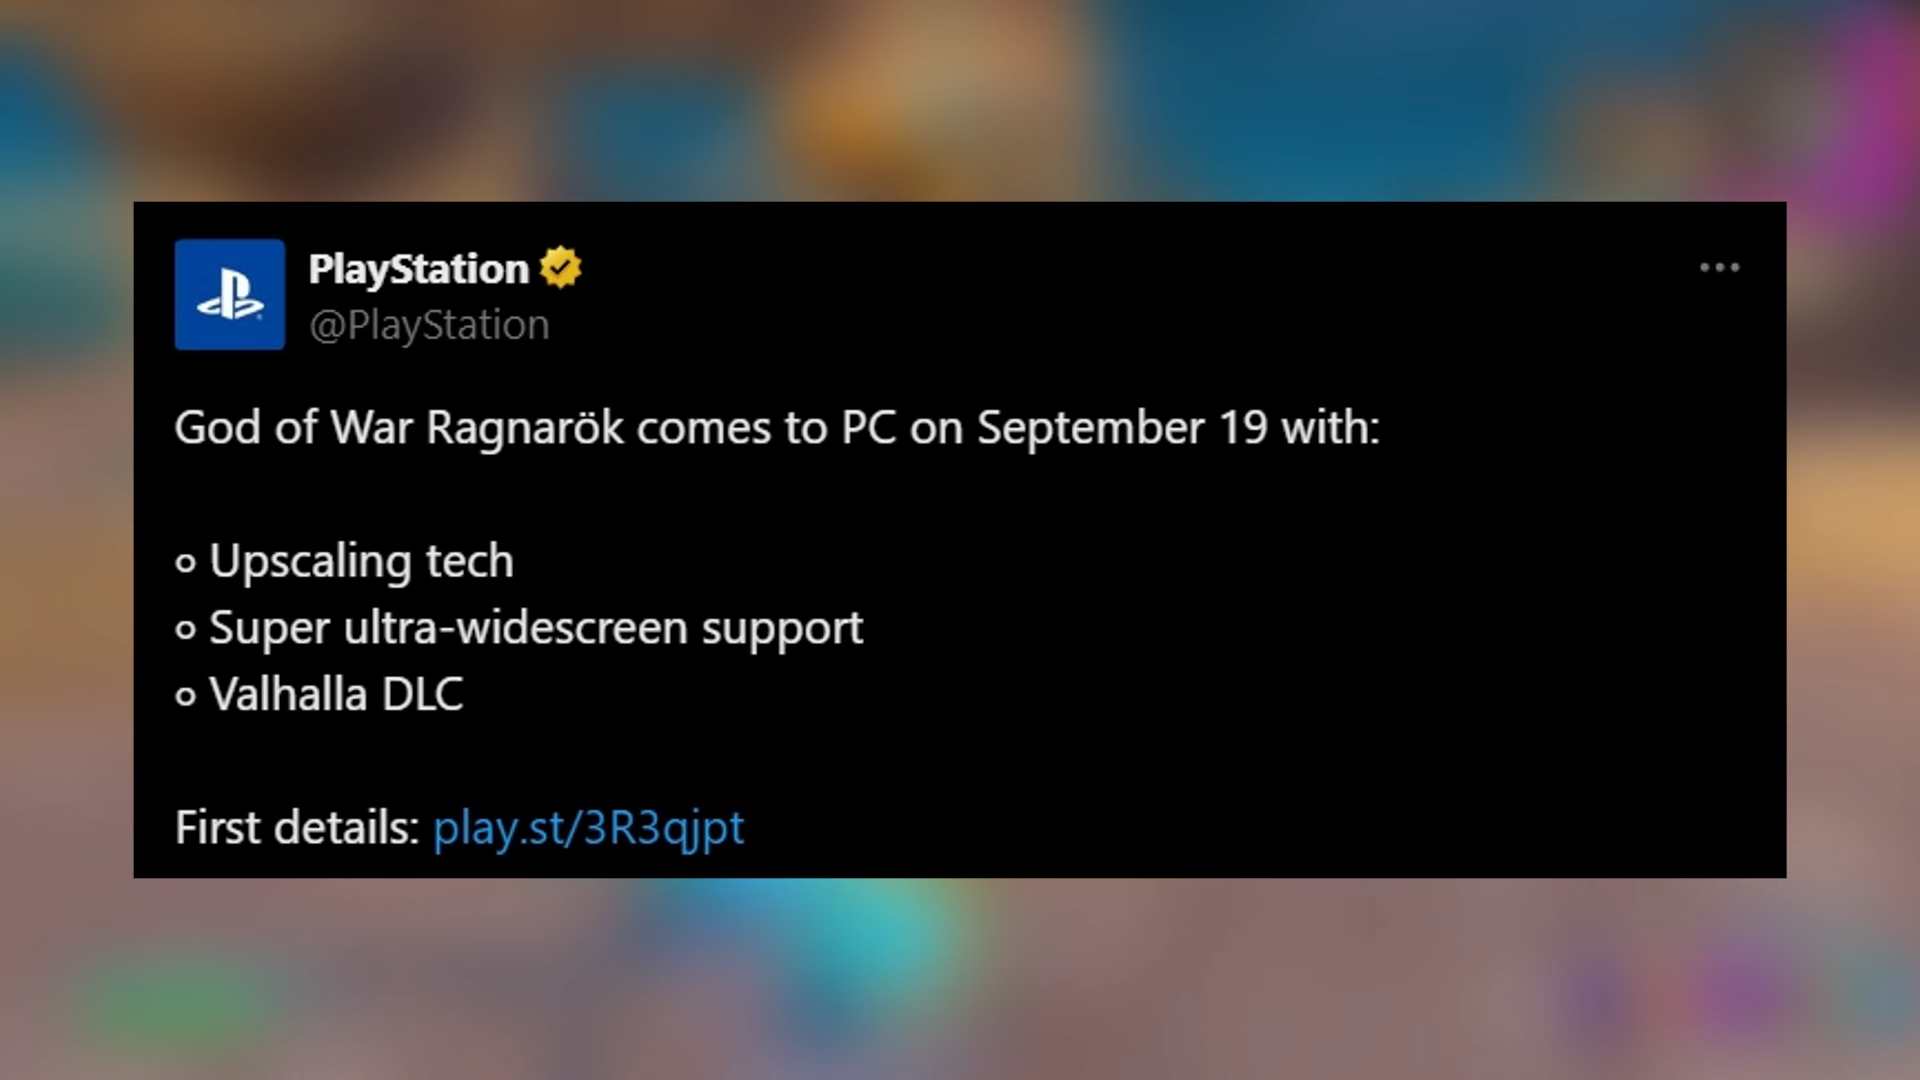 PlayStation
@PlayStation
God of War Ragnarök comes to PC on September 19 with:
○ Upscaling tech
○ Super ultra-widescreen support
○ Valhalla DLC
First details: play.st/3R3qjpt